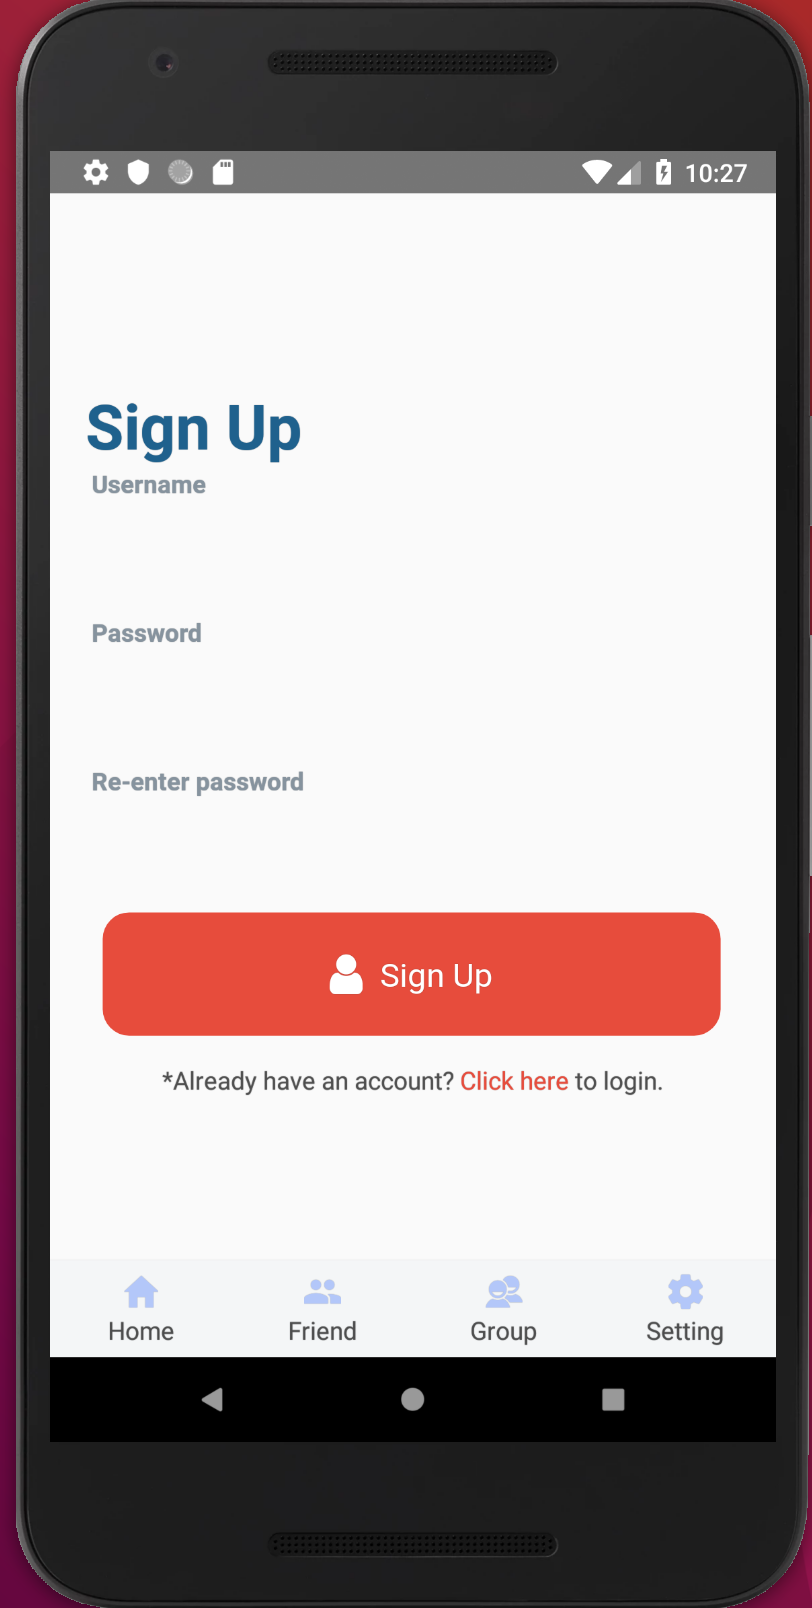 10:27
Sign Up
Username
Password
Re-enter password
Sign Up
*Already have an account? Click here to login.
Home Friend Group Setting